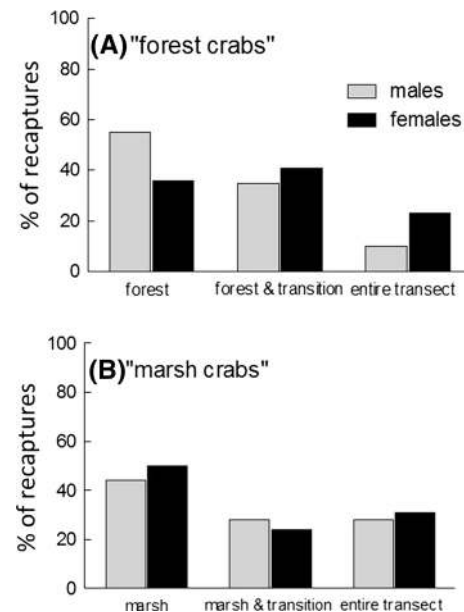 (A) "forest crabs"
males
females
100
80
60
40
20
0
% of recaptures
forest
forest & transition
entire transect
(B) "marsh crabs"
100
80
60
40
20
0
% of recaptures
marsh
marsh & transition
entire transect